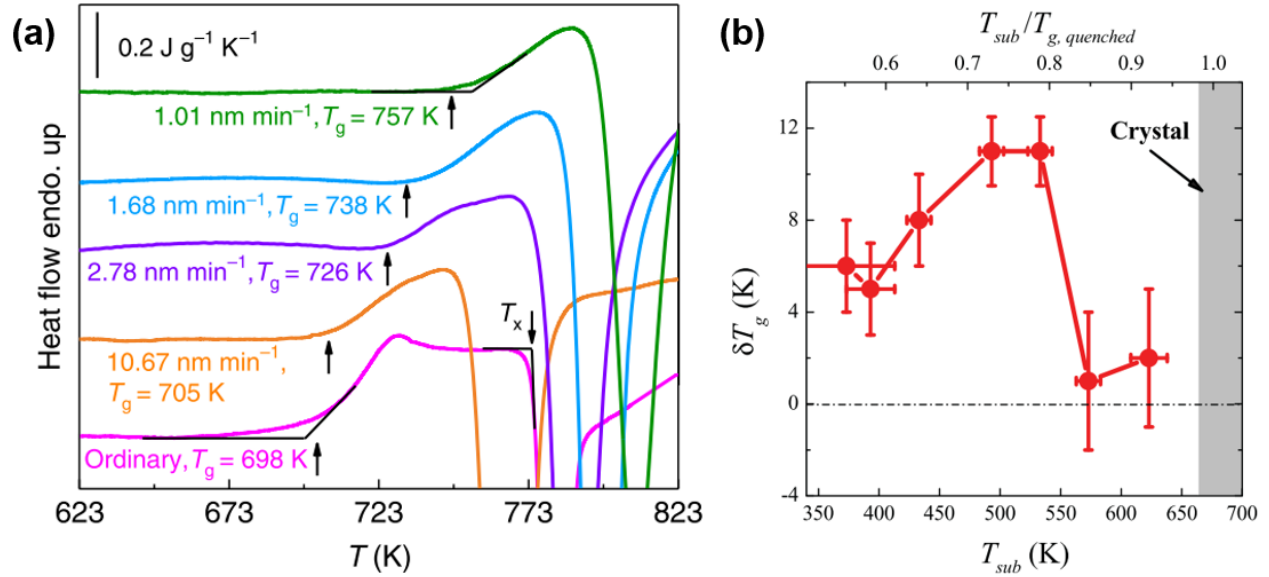 (a)
0.2 J g⁻¹ K⁻¹
1.01 nm min⁻¹, Tg = 757 K
1.68 nm min⁻¹, Tg = 738 K
2.78 nm min⁻¹, Tg = 726 K
10.67 nm min⁻¹,
Tg = 705 K
Tx
Ordinary, Tg = 698 K
Heat flow endo. up
623 673 723 773 823
T (K)
(b)
Tsub/Tg, quenched
0.6 0.7 0.8 0.9 1.0
Crystal
12
8
4
0
-4
δTg (K)
350 400 450 500 550 600 650 700
Tsub (K)